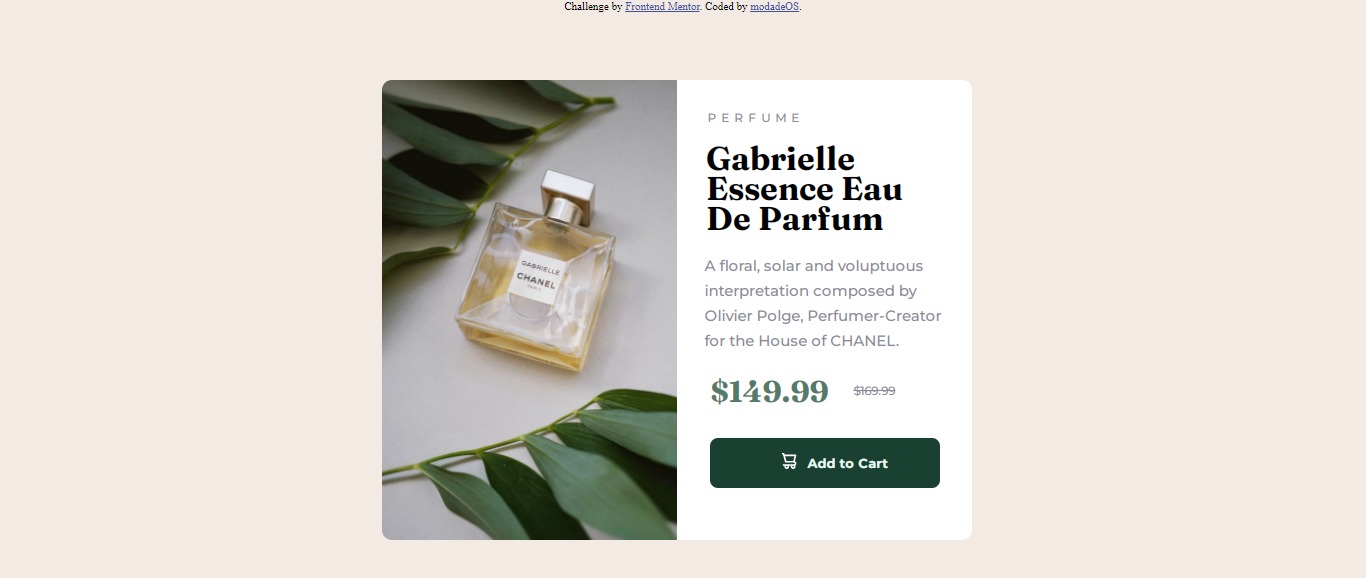 Challenge by Frontend Mentor. Coded by modadeOS.
GABRIELLE
CHANEL
PARIS
PERFUME
Gabrielle
Essence Eau
De Parfum
A floral, solar and voluptuous
interpretation composed by
Olivier Polge, Perfumer-Creator
for the House of CHANEL.
$149.99 $169.99
Add to Cart